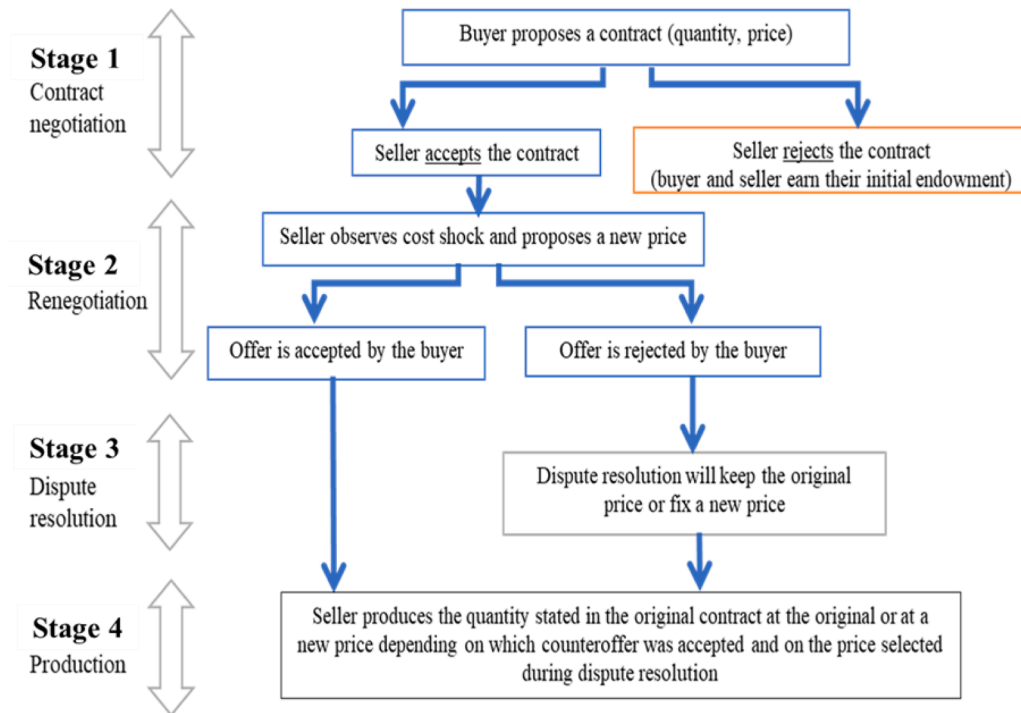 Stage 1
Contract
negotiation
Buyer proposes a contract (quantity, price)
Seller accepts the contract
Seller rejects the contract
(buyer and seller earn their initial endowment)
Stage 2
Renegotiation
Seller observes cost shock and proposes a new price
Offer is accepted by the buyer
Offer is rejected by the buyer
Stage 3
Dispute
resolution
Dispute resolution will keep the original
price or fix a new price
Stage 4
Production
Seller produces the quantity stated in the original contract at the original or at a
new price depending on which counteroffer was accepted and on the price selected
during dispute resolution